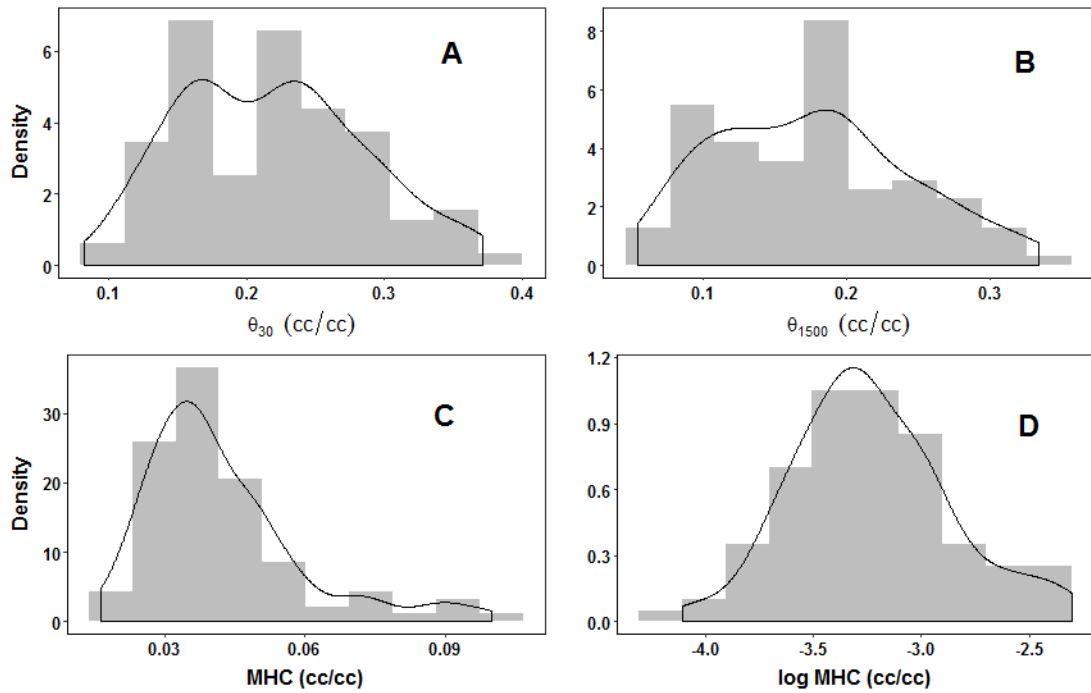 A
Density
6
4
2
0
0.1 0.2 0.3 0.4
θ30 (cc/cc)
B
8
6
4
2
0
0.1 0.2 0.3
θ1500 (cc/cc)
C
Density
30
20
10
0
0.03 0.06 0.09
MHC (cc/cc)
D
1.2
0.9
0.6
0.3
0.0
-4.0 -3.5 -3.0 -2.5
log MHC (cc/cc)